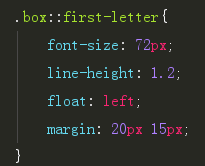 .box::first-letter{
    font-size: 72px;
    line-height: 1.2;
    float: left;
    margin: 20px 15px;
}